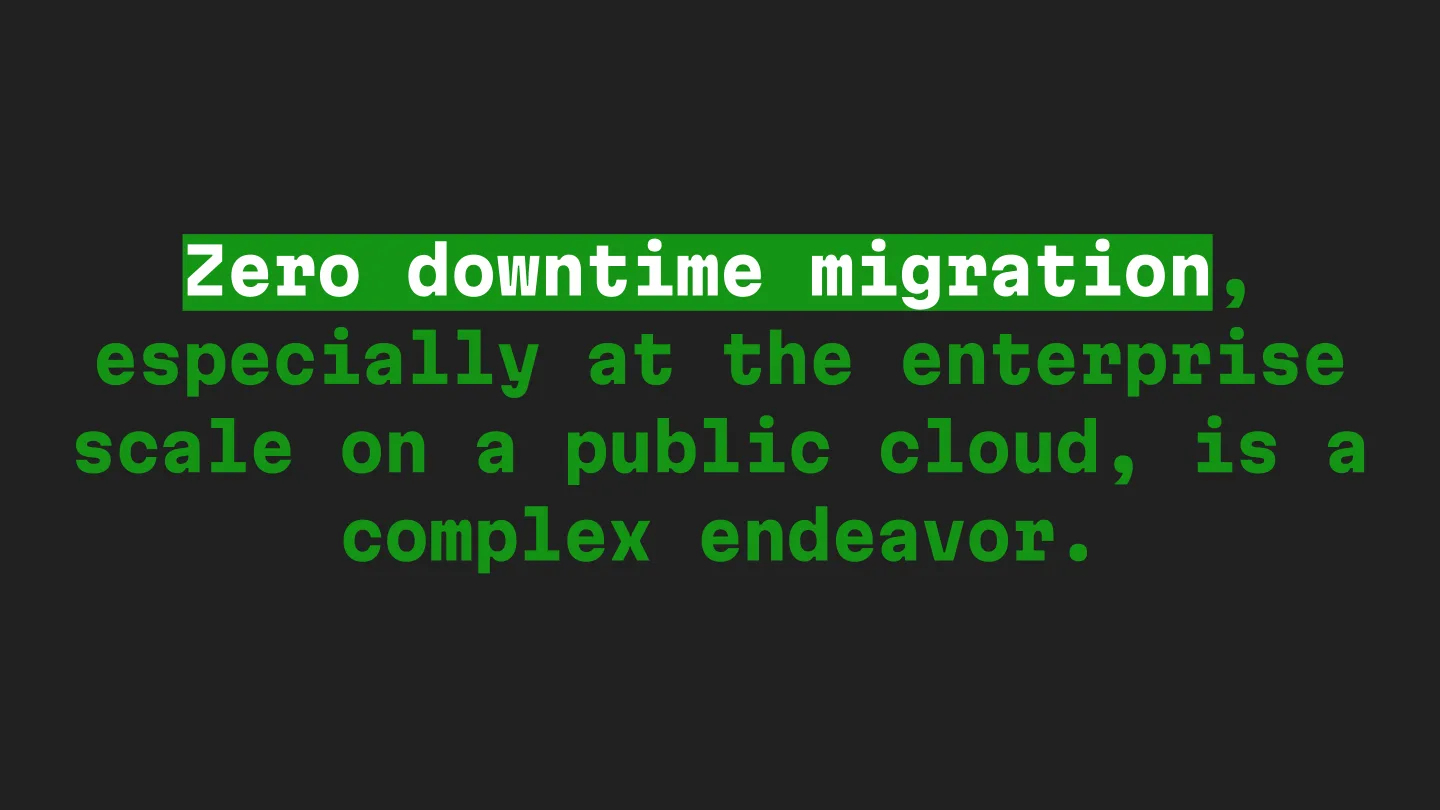 Zero downtime migration,
especially at the enterprise
scale on a public cloud, is a
complex endeavor.